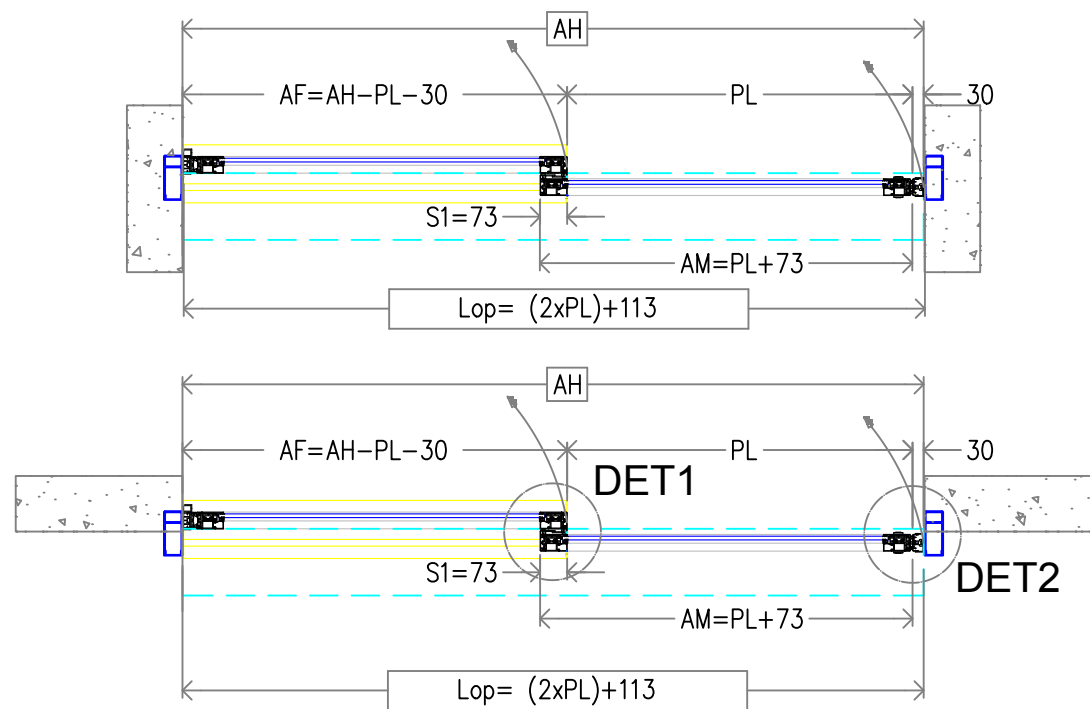 AH
AF=AH-PL-30
PL
30
S1=73
AM=PL+73
Lop= (2xPL)+113
AH
AF=AH-PL-30
PL
30
DET1
S1=73
DET2
AM=PL+73
Lop= (2xPL)+113